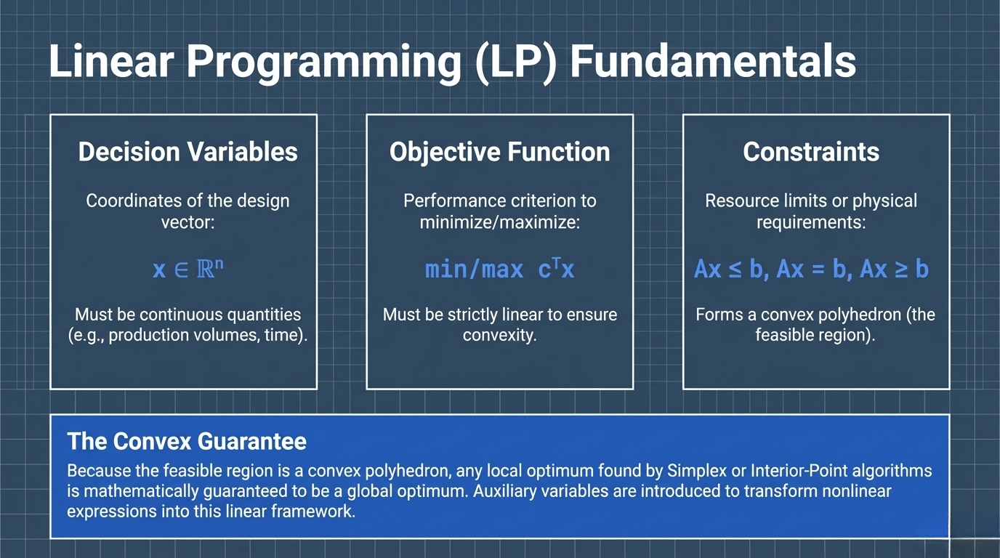 Linear Programming (LP) Fundamentals
Decision Variables
Coordinates of the design
vector:
x ∈ ℝⁿ
Must be continuous quantities
(e.g., production volumes, time).
Objective Function
Performance criterion to
minimize/maximize:
min/max cᵀx
Must be strictly linear to ensure
convexity.
Constraints
Resource limits or physical
requirements:
Ax ≤ b, Ax = b, Ax ≥ b
Forms a convex polyhedron (the
feasible region).
The Convex Guarantee
Because the feasible region is a convex polyhedron, any local optimum found by Simplex or Interior-Point algorithms
is mathematically guaranteed to be a global optimum. Auxiliary variables are introduced to transform nonlinear
expressions into this linear framework.